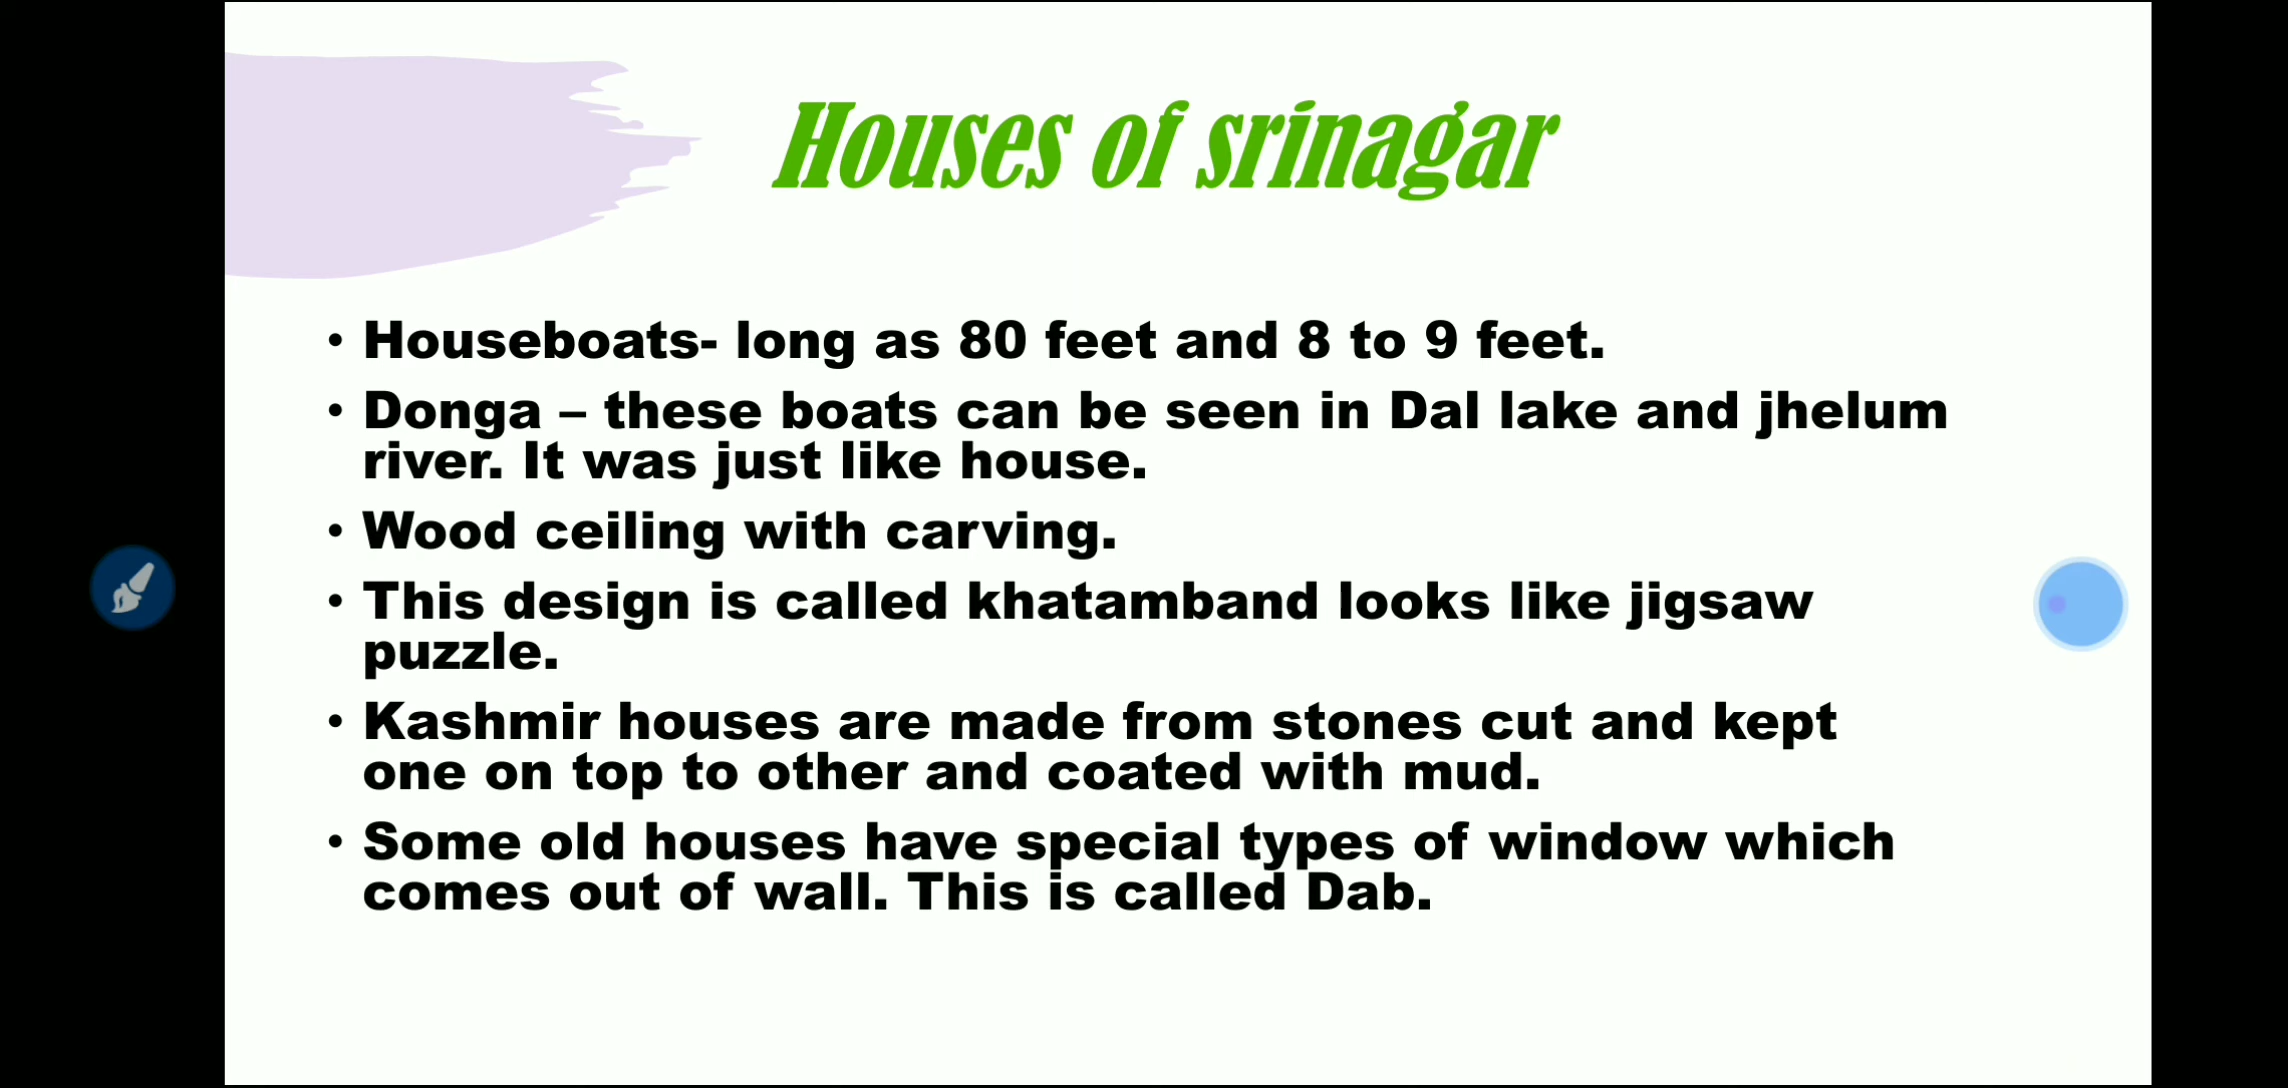 Houses of srinagar
• Houseboats- long as 80 feet and 8 to 9 feet.
• Donga – these boats can be seen in Dal lake and jhelum
river. It was just like house.
• Wood ceiling with carving.
• This design is called khatamband looks like jigsaw
puzzle.
• Kashmir houses are made from stones cut and kept
one on top to other and coated with mud.
• Some old houses have special types of window which
comes out of wall. This is called Dab.